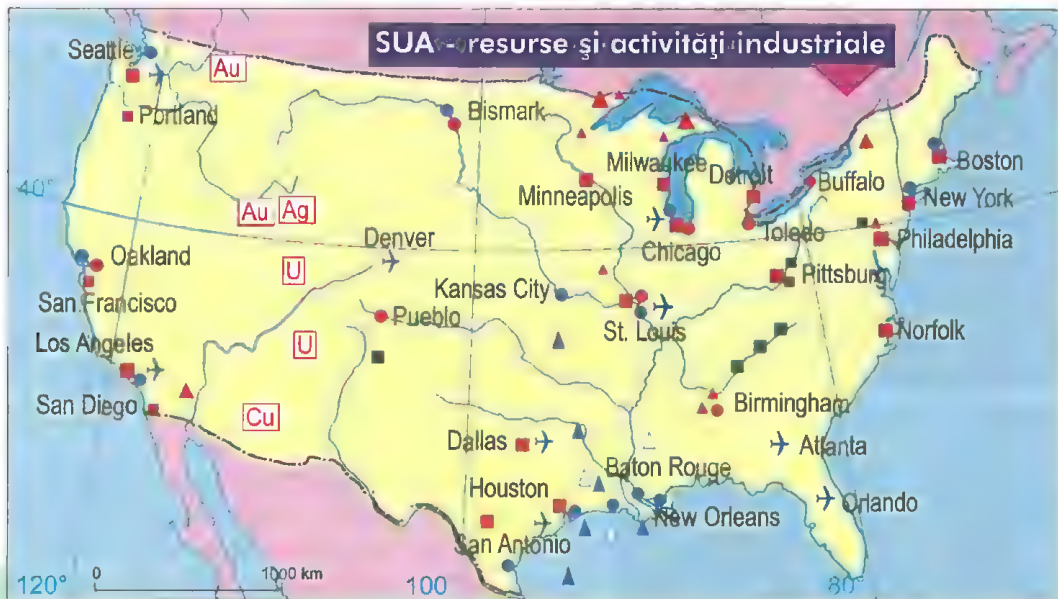 SUA - resurse şi activităţi industriale
Seattle
Au
Portland
Bismark
Milwaukee
Detroit
Boston
Minneapolis
Buffalo
New York
40°
Au
Ag
Chicago
Toledo
Philadelphia
Denver
Oakland
U
Kansas City
Pittsburg
San Francisco
Pueblo
St. Louis
Norfolk
Los Angeles
U
San Diego
Cu
Birmingham
Dallas
Atlanta
Baton Rouge
Houston
Orlando
New Orleans
San Antonio
120°
0
1000 km
100
80°